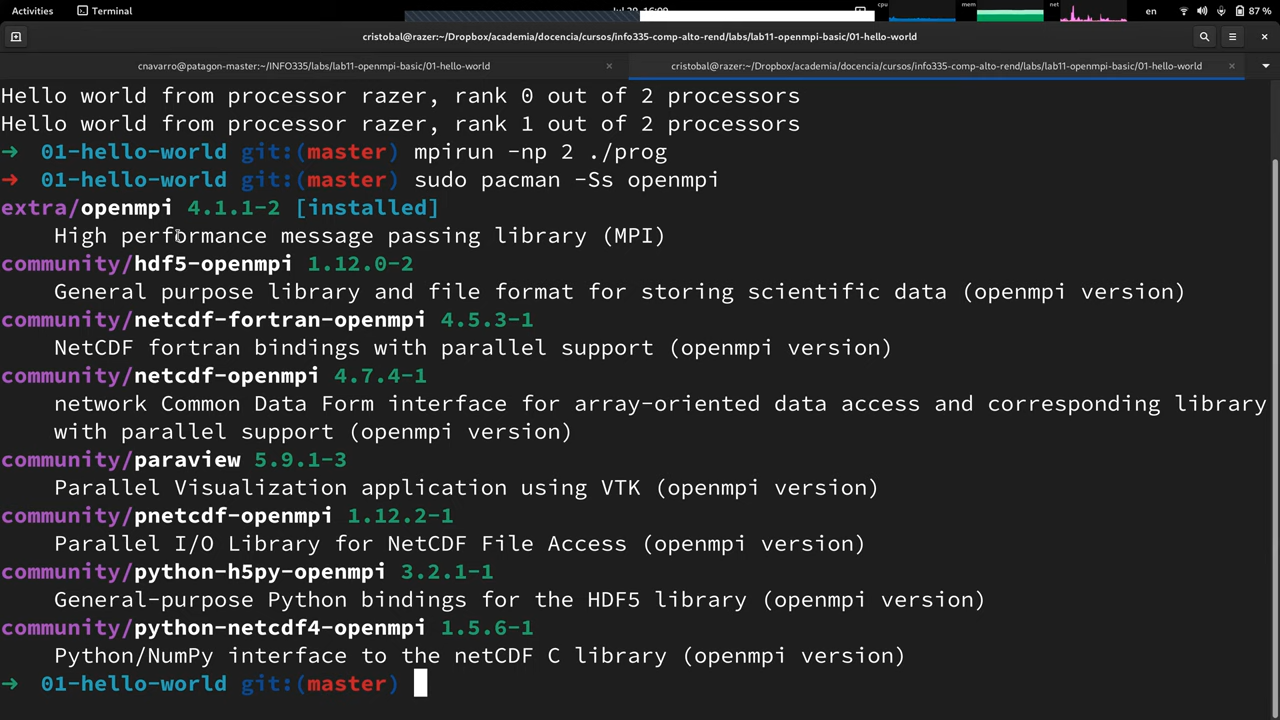 Activities
Terminal
cpu
mem
net
en
87 %
cristobal@razer:~/Dropbox/academia/docencia/cursos/info335-comp-alto-rend/labs/lab11-openmpi-basic/01-hello-world
cnavarro@patagon-master:~/INFO335/labs/lab11-openmpi-basic/01-hello-world
cristobal@razer:~/Dropbox/academia/docencia/cursos/info335-comp-alto-rend/labs/lab11-openmpi-basic/01-hello-world
Hello world from processor razer, rank 0 out of 2 processors
Hello world from processor razer, rank 1 out of 2 processors
→ 01-hello-world git:(master) mpirun -np 2 ./prog
→ 01-hello-world git:(master) sudo pacman -Ss openmpi
extra/openmpi 4.1.1-2 [installed]
High performance message passing library (MPI)
community/hdf5-openmpi 1.12.0-2
General purpose library and file format for storing scientific data (openmpi version)
community/netcdf-fortran-openmpi 4.5.3-1
NetCDF fortran bindings with parallel support (openmpi version)
community/netcdf-openmpi 4.7.4-1
network Common Data Form interface for array-oriented data access and corresponding library
with parallel support (openmpi version)
community/paraview 5.9.1-3
Parallel Visualization application using VTK (openmpi version)
community/pnetcdf-openmpi 1.12.2-1
Parallel I/O Library for NetCDF File Access (openmpi version)
community/python-h5py-openmpi 3.2.1-1
General-purpose Python bindings for the HDF5 library (openmpi version)
community/python-netcdf4-openmpi 1.5.6-1
Python/NumPy interface to the netCDF C library (openmpi version)
→ 01-hello-world git:(master)